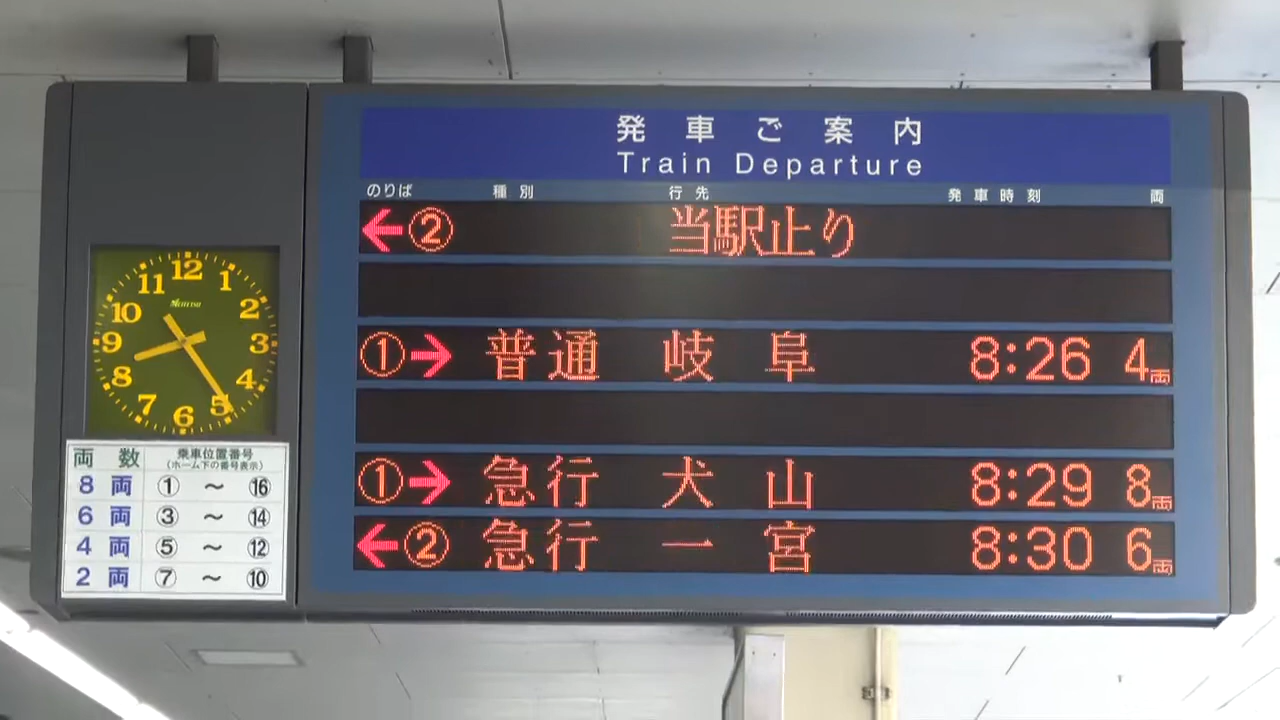 発車ご案内
Train Departure
のりば 種別 行先 発車時刻 両
←② 当駅止り
①→ 普通 岐阜 8:26 4両
①→ 急行 犬山 8:29 8両
←② 急行 一宮 8:30 6両
12
11 1
10 2
9 3
8 4
7 5
6
両数 乗車位置番号
(ホーム下の番号表示)
8両 ① ～ ⑯
6両 ③ ～ ⑭
4両 ⑤ ～ ⑫
2両 ⑦ ～ ⑩